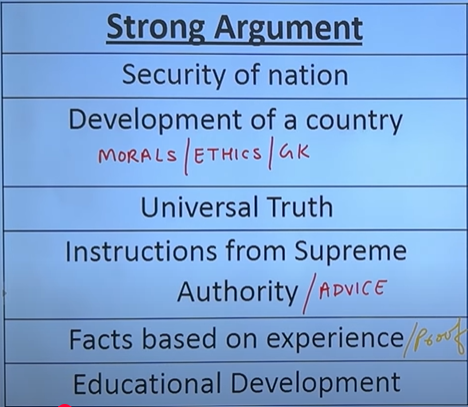 Strong Argument
Security of nation
Development of a country
MORALS/ETHICS/GK
Universal Truth
Instructions from Supreme
Authority/ADVICE
Facts based on experience/Proof
Educational Development